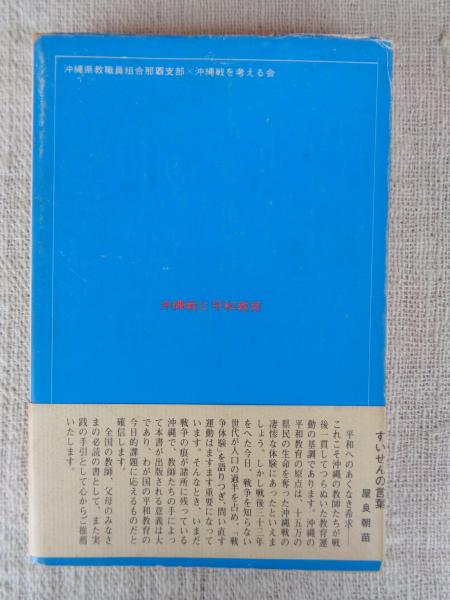 沖縄県教職員組合那覇支部×沖縄戦を考える会
沖縄戦と平和教育
すいせんの言葉
屋良朝苗
平和へのあくなき希求
これこそ沖縄の教師たちが戦
後一貫してつらぬいた教育運
動の基調であります。沖縄の
平和教育の原点は、十五万の
県民の生命を奪った沖縄戦の
凄惨な体験にあったといえま
しょう。しかし戦後三十三年
をへた今日、戦争を知らない
世代が人口の過半を占め、“戦
争体験”を語りつぎ、問い直す
運動はますます重要になって
います。そんなとき、いまだ
戦争の痕が諸所に残っている
沖縄で、教師たちの手によっ
て本書が出版される意義は大
であり、わが国の平和教育の
今日的課題に応えるものだと
確信します。
全国の教師、父母のみなさ
まの必読の書として、また実
践の手引として心からご推薦
いたします。